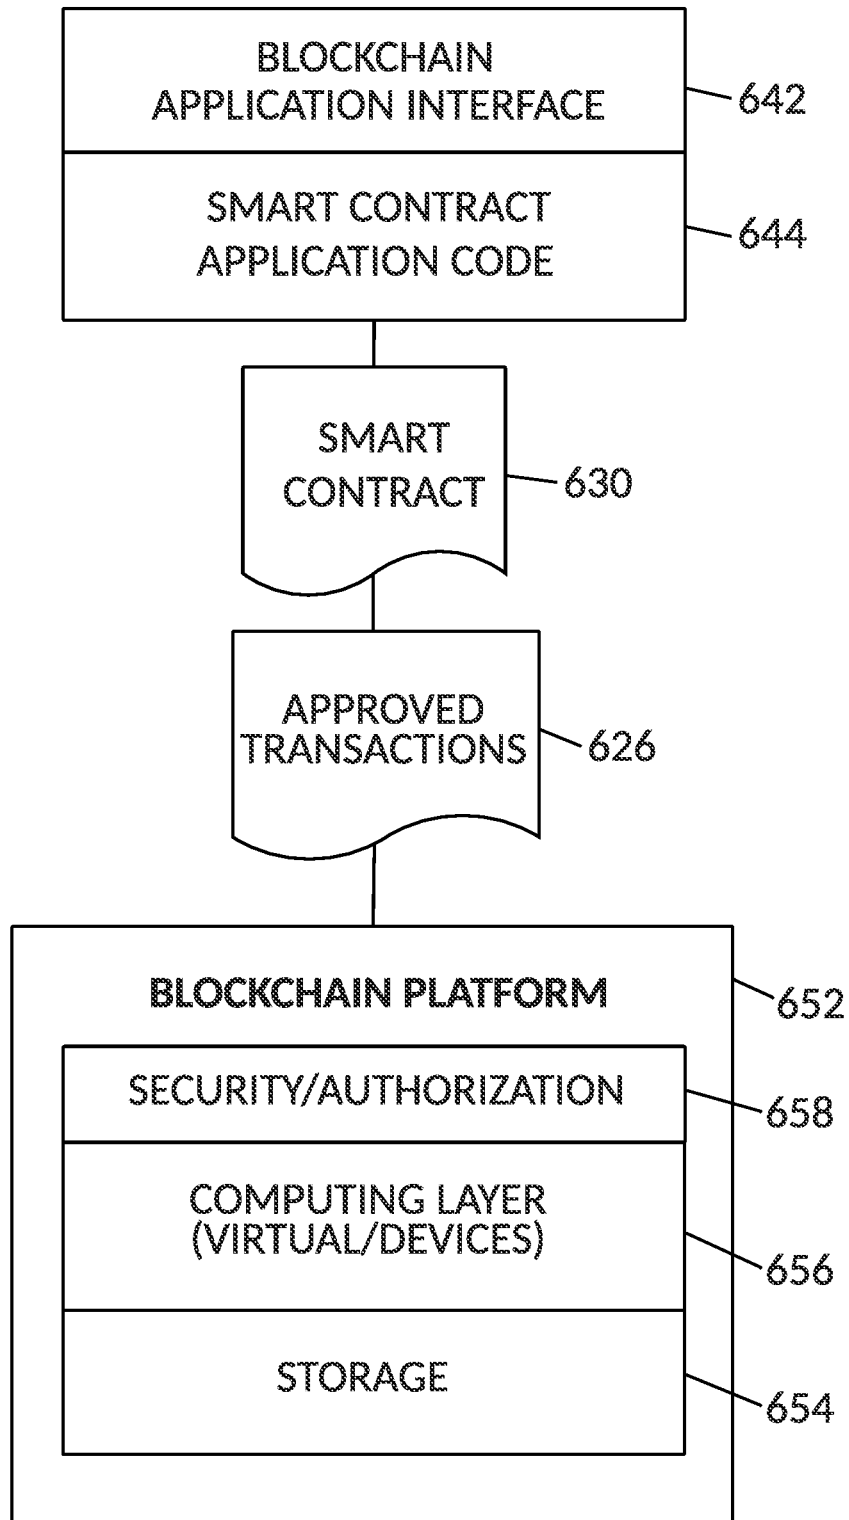 BLOCKCHAIN
APPLICATION INTERFACE
642
SMART CONTRACT
APPLICATION CODE
644
SMART
CONTRACT
630
APPROVED
TRANSACTIONS
626
BLOCKCHAIN PLATFORM
652
SECURITY/AUTHORIZATION
658
COMPUTING LAYER
(VIRTUAL/DEVICES)
656
STORAGE
654